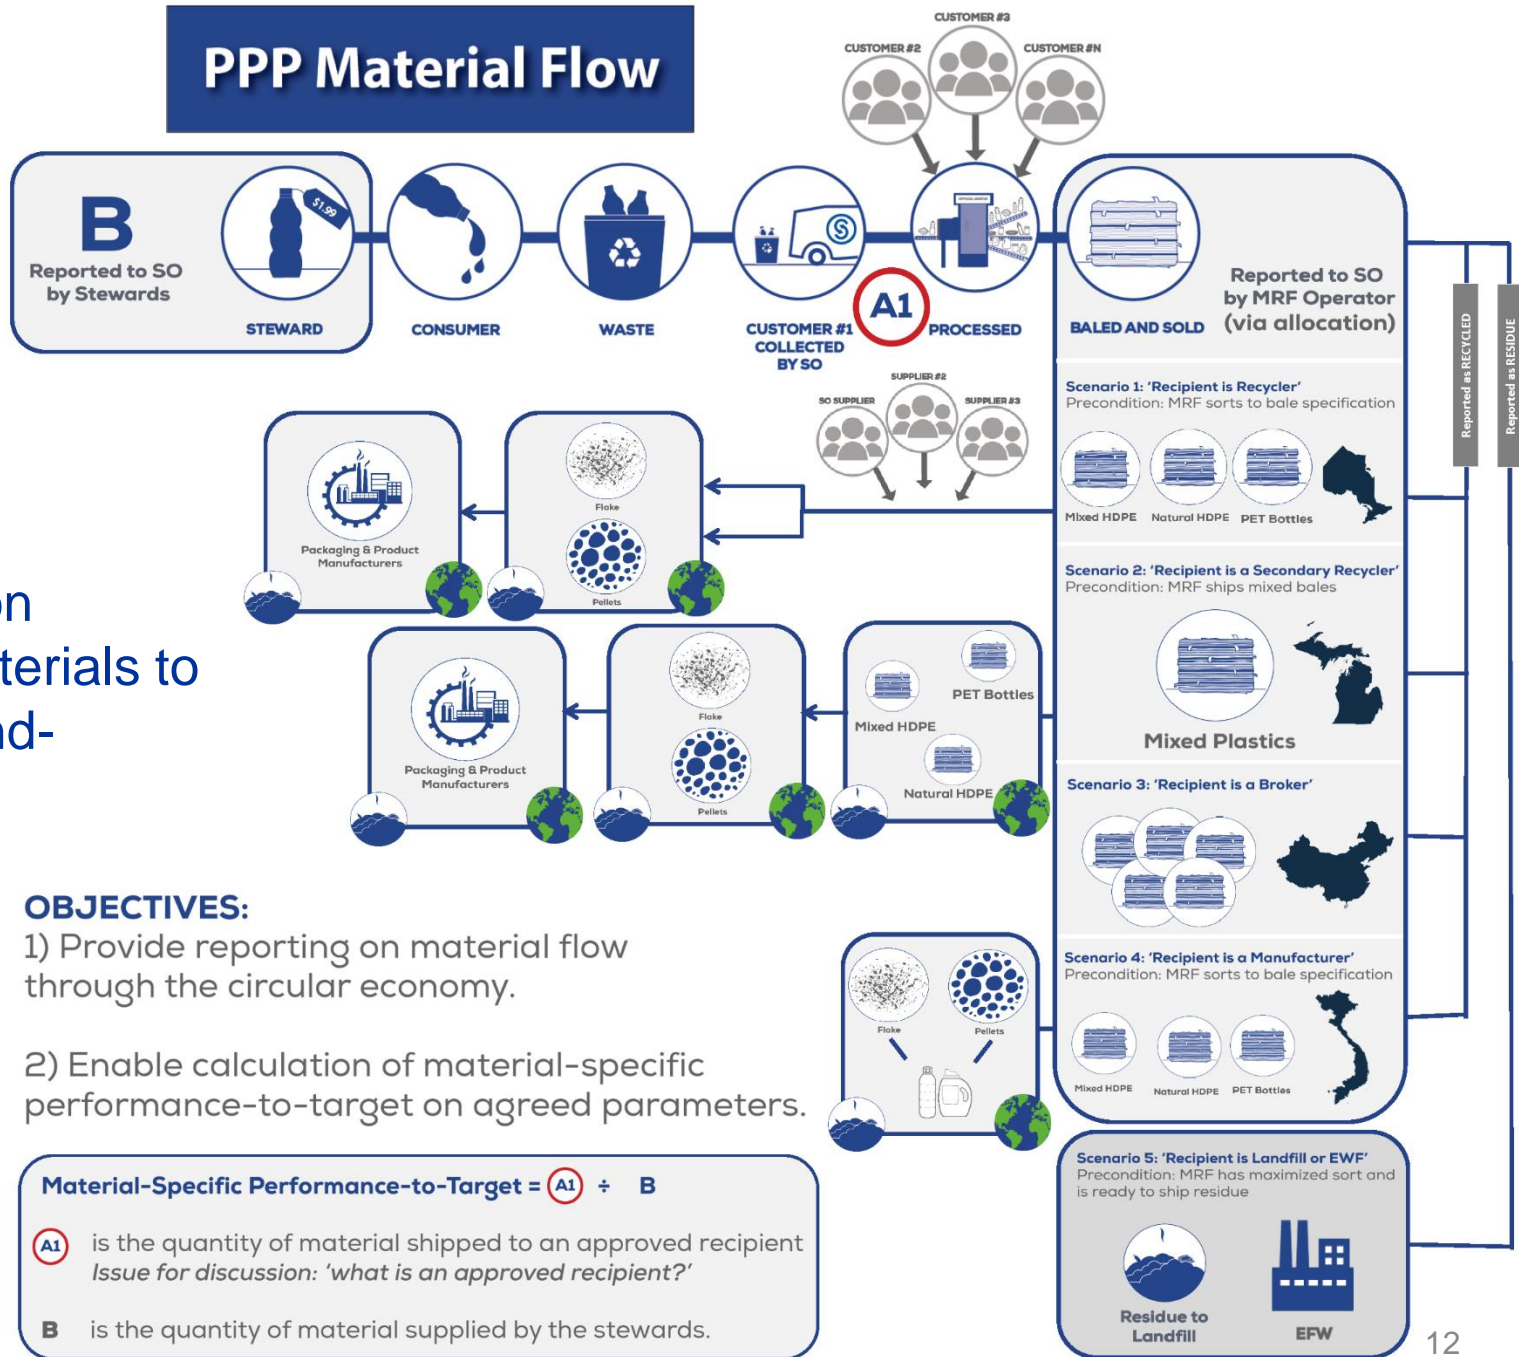 PPP Material Flow
CUSTOMER #3
CUSTOMER #2
CUSTOMER #N
B
Reported to SO
by Stewards
$1.99
STEWARD
CONSUMER
WASTE
CUSTOMER #1
COLLECTED
BY SO
A1
PROCESSED
BALED AND SOLD
Reported to SO
by MRF Operator
(via allocation)
Reported as RECYCLED
Reported as RESIDUE
SO SUPPLIER
SUPPLIER #2
SUPPLIER #3
Scenario 1: ‘Recipient is Recycler’
Precondition: MRF sorts to bale specification
Mixed HDPE
Natural HDPE
PET Bottles
Packaging & Product
Manufacturers
Flake
Pellets
on
terials to
nd-
Scenario 2: ‘Recipient is a Secondary Recycler’
Precondition: MRF ships mixed bales
Mixed Plastics
Packaging & Product
Manufacturers
Flake
Pellets
PET Bottles
Mixed HDPE
Natural HDPE
Scenario 3: ‘Recipient is a Broker’
OBJECTIVES:
1) Provide reporting on material flow
through the circular economy.
2) Enable calculation of material-specific
performance-to-target on agreed parameters.
Flake
Pellets
Scenario 4: ‘Recipient is a Manufacturer’
Precondition: MRF sorts to bale specification
Mixed HDPE
Natural HDPE
PET Bottles
Material-Specific Performance-to-Target = A1 ÷ B
A1 is the quantity of material shipped to an approved recipient
Issue for discussion: ‘what is an approved recipient?’
B is the quantity of material supplied by the stewards.
Scenario 5: ‘Recipient is Landfill or EWF’
Precondition: MRF has maximized sort and
is ready to ship residue
Residue to
Landfill
EFW
12